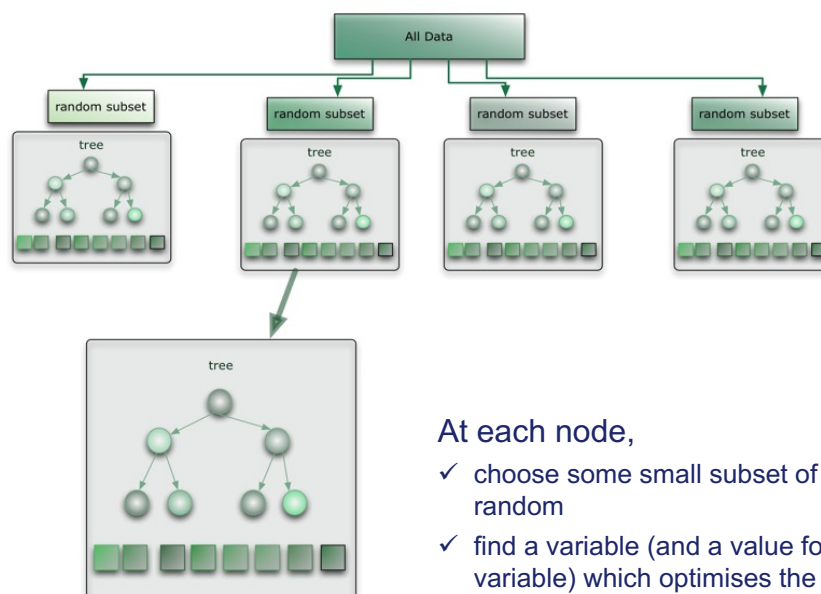 All Data
random subset
random subset
random subset
random subset
tree
tree
tree
tree
tree
At each node,
✓ choose some small subset of
random
✓ find a variable (and a value
variable) which optimises the